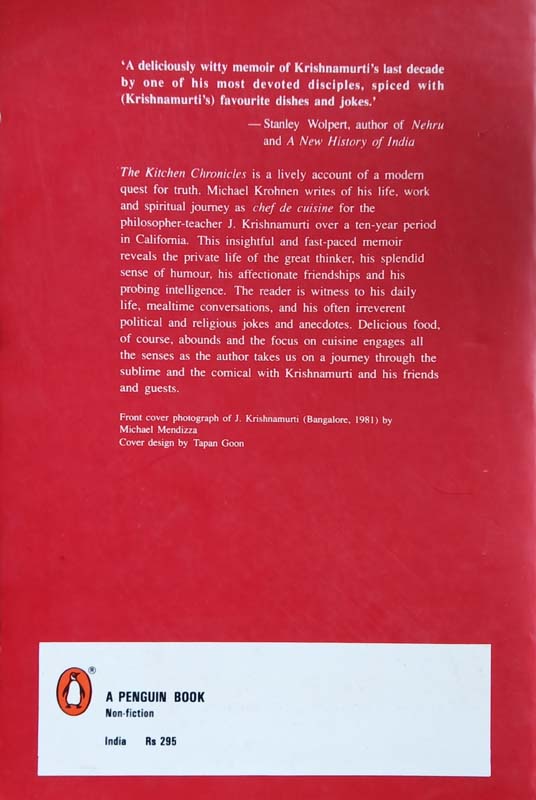 ‘A deliciously witty memoir of Krishnamurti’s last decade
by one of his most devoted disciples, spiced with
(Krishnamurti’s) favourite dishes and jokes.’
— Stanley Wolpert, author of Nehru
and A New History of India
The Kitchen Chronicles is a lively account of a modern
quest for truth. Michael Krohnen writes of his life, work
and spiritual journey as chef de cuisine for the
philosopher-teacher J. Krishnamurti over a ten-year period
in California. This insightful and fast-paced memoir
reveals the private life of the great thinker, his splendid
sense of humour, his affectionate friendships and his
probing intelligence. The reader is witness to his daily
life, mealtime conversations, and his often irreverent
political and religious jokes and anecdotes. Delicious food,
of course, abounds and the focus on cuisine engages all
the senses as the author takes us on a journey through the
sublime and the comical with Krishnamurti and his friends
and guests.
Front cover photograph of J. Krishnamurti (Bangalore, 1981) by
Michael Mendizza
Cover design by Tapan Goon
®
A PENGUIN BOOK
Non-fiction
India Rs 295